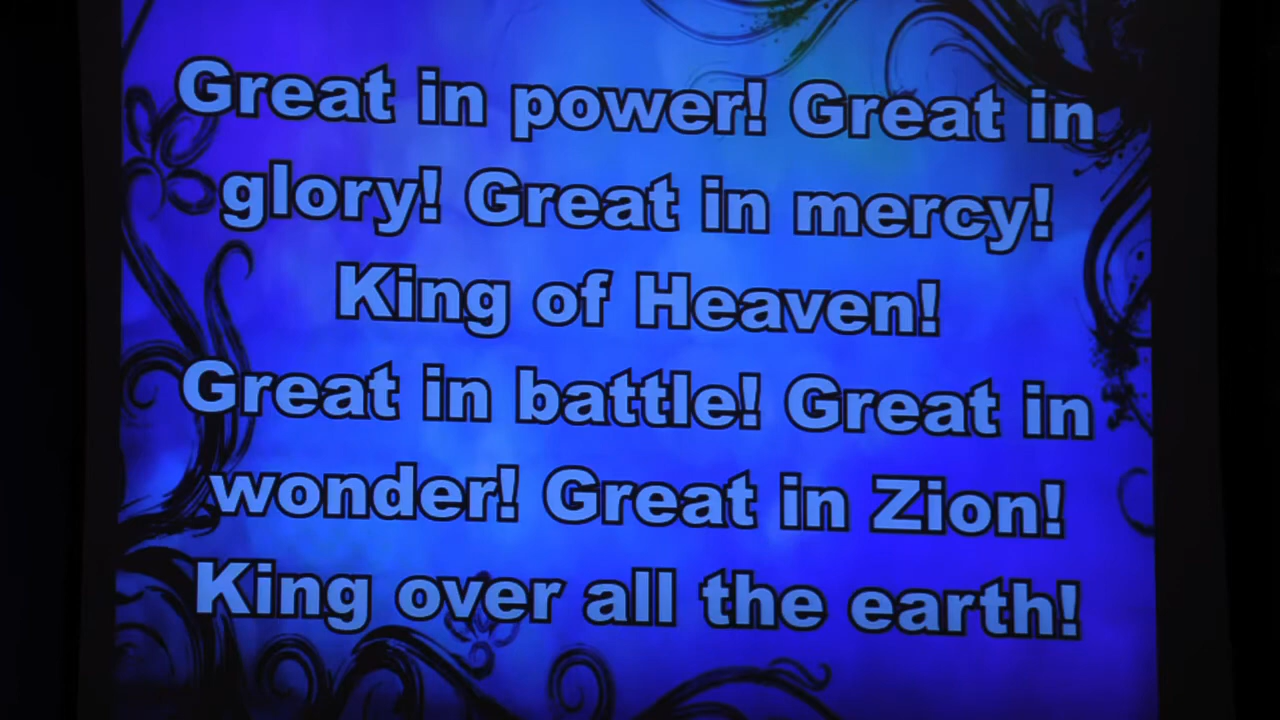 Great in power! Great in
glory! Great in mercy!
King of Heaven!
Great in battle! Great in
wonder! Great in Zion!
King over all the earth!